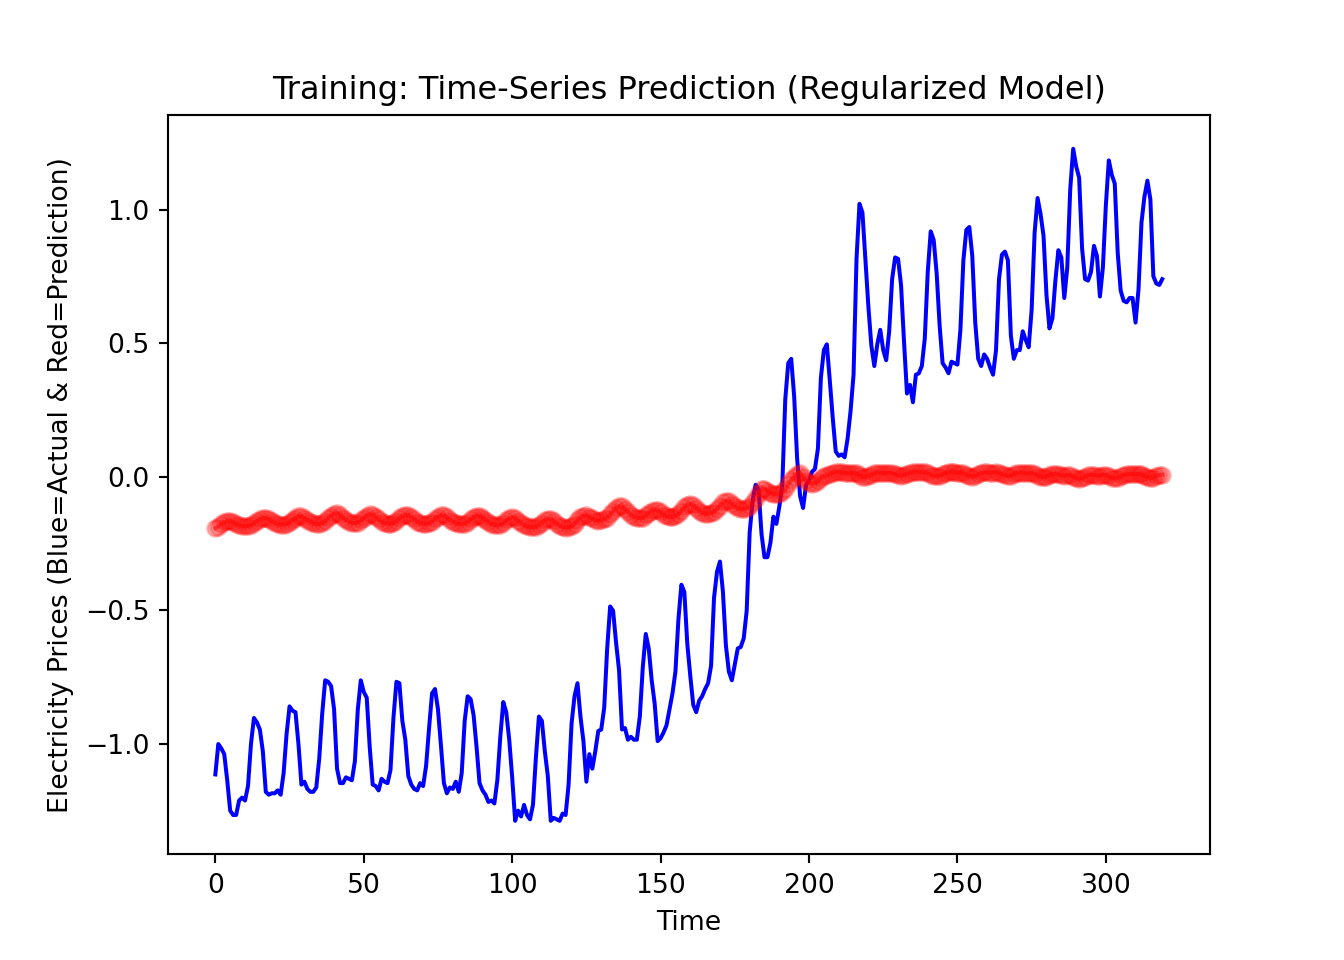 Training: Time-Series Prediction (Regularized Model)
Electricity Prices (Blue=Actual & Red=Prediction)
1.0
0.5
0.0
−0.5
−1.0
0 50 100 150 200 250 300
Time